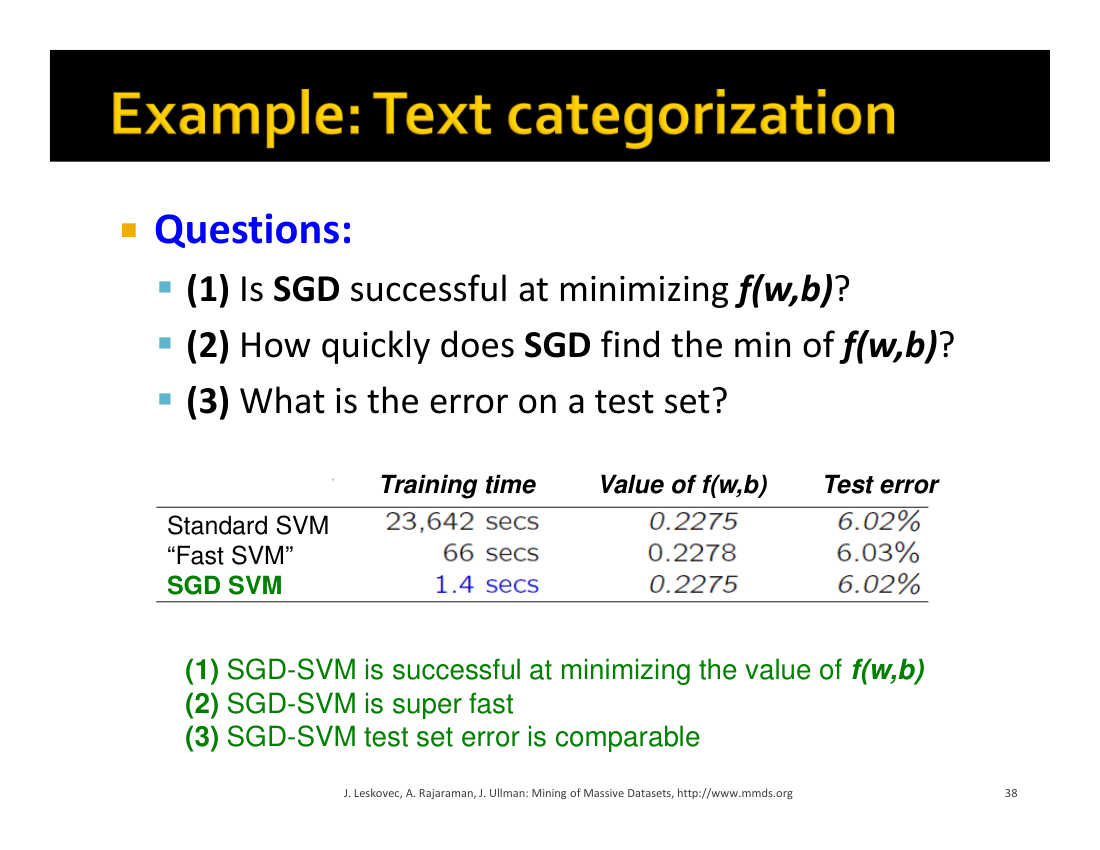 Example: Text categorization
Questions:
(1) Is SGD successful at minimizing f(w,b)?
(2) How quickly does SGD find the min of f(w,b)?
(3) What is the error on a test set?
Training time Value of f(w,b) Test error
Standard SVM 23,642 secs 0.2275 6.02%
“Fast SVM” 66 secs 0.2278 6.03%
SGD SVM 1.4 secs 0.2275 6.02%
(1) SGD-SVM is successful at minimizing the value of f(w,b)
(2) SGD-SVM is super fast
(3) SGD-SVM test set error is comparable
J. Leskovec, A. Rajaraman, J. Ullman: Mining of Massive Datasets, http://www.mmds.org 38